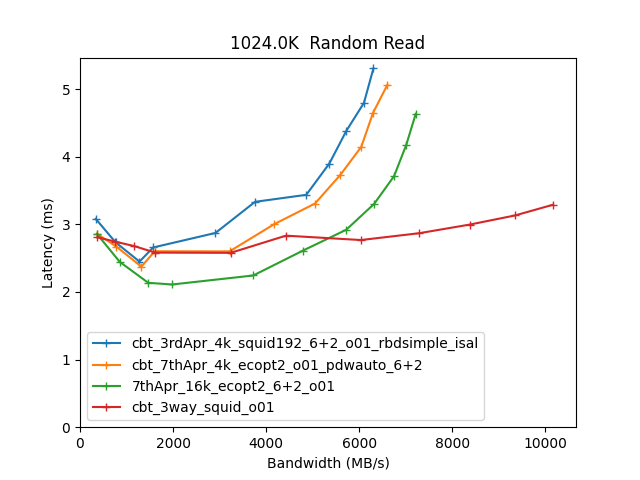 1024.0K  Random Read
Latency (ms)
5
4
3
2
1
0
0 2000 4000 6000 8000 10000
Bandwidth (MB/s)
cbt_3rdApr_4k_squid192_6+2_o01_rbdsimple_isal
cbt_7thApr_4k_ecopt2_o01_pdwauto_6+2
7thApr_16k_ecopt2_6+2_o01
cbt_3way_squid_o01